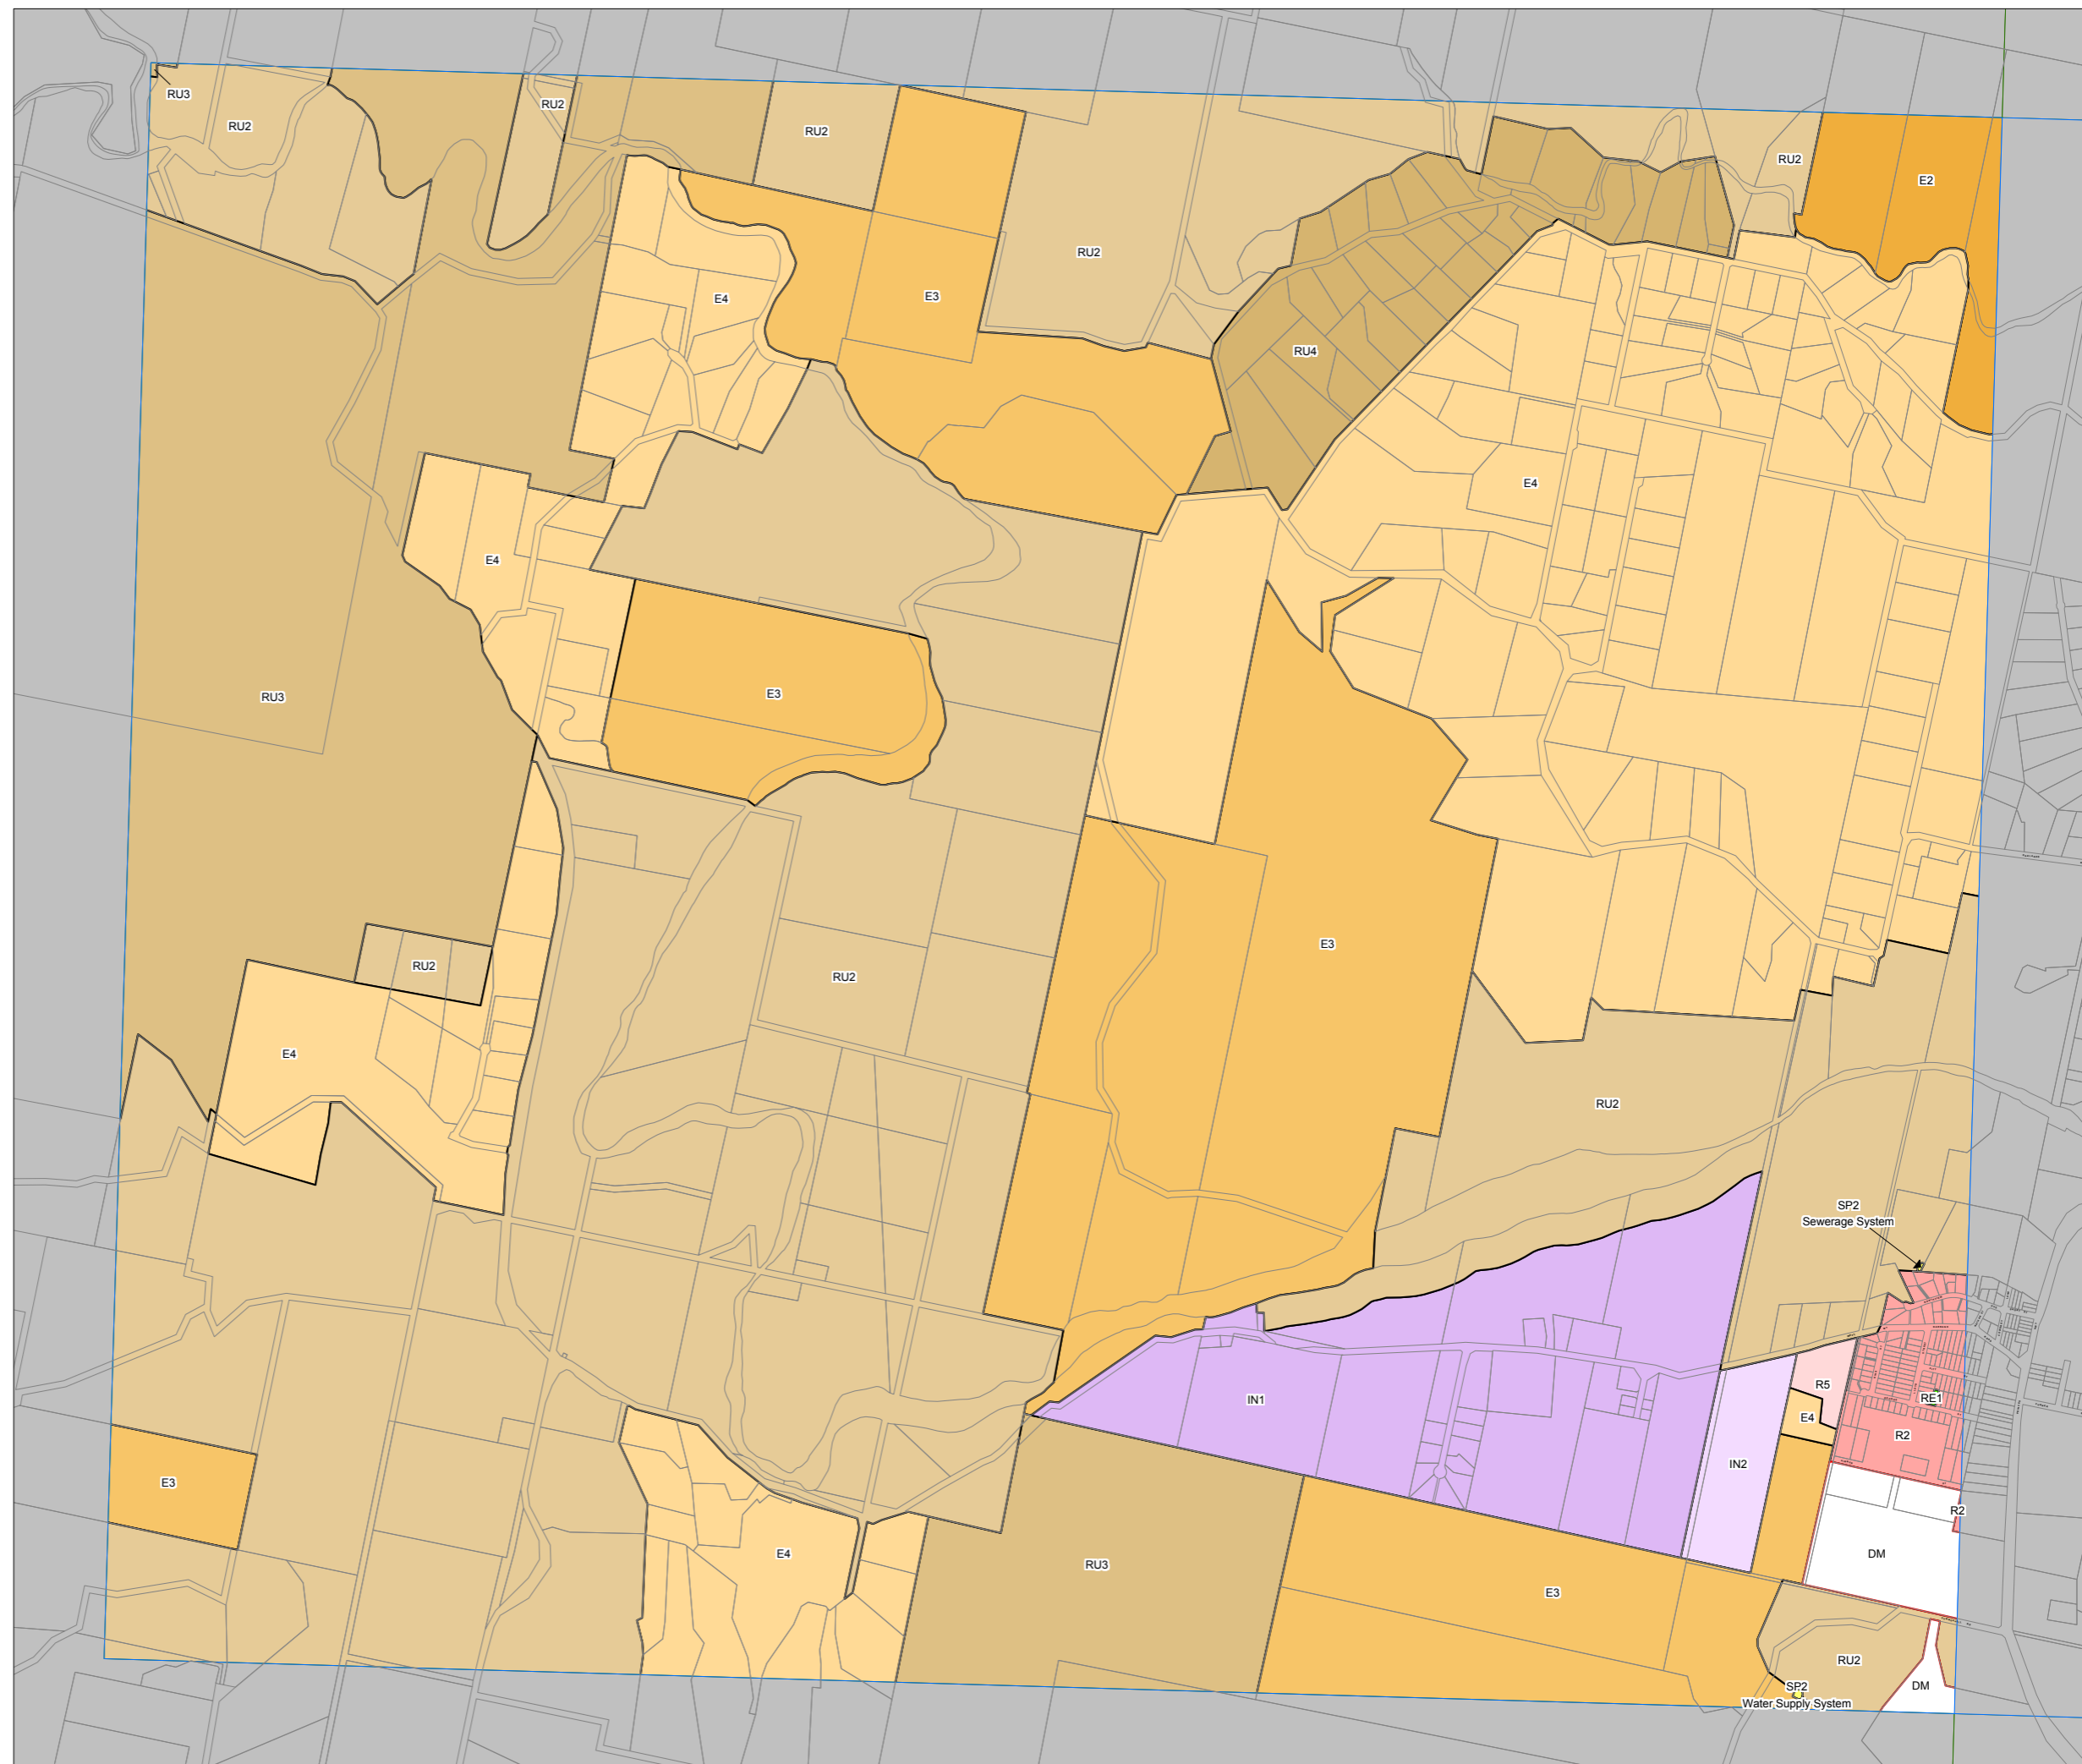 RU3
RU2
RU2
RU2
RU2
E2
RU2
E4
E3
RU4
E4
E4
RU3
E3
E3
RU2
RU2
E4
RU2
SP2
Sewerage System
R5
RE1
IN1
E4
R2
IN2
E3
R2
E4
DM
RU3
E3
RU2
SP2
Water Supply System
DM